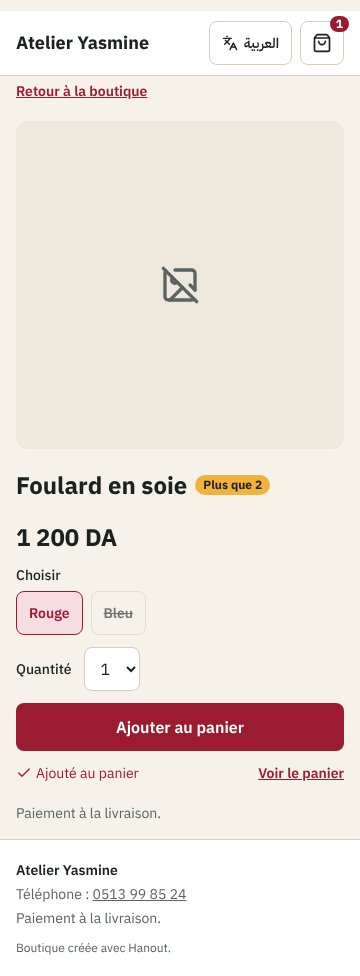 Atelier Yasmine
العربية
1
Retour à la boutique
Foulard en soie
Plus que 2
1 200 DA
Choisir
Rouge
Bleu
Quantité
1
Ajouter au panier
Ajouté au panier
Voir le panier
Paiement à la livraison.
Atelier Yasmine
Téléphone : 0513 99 85 24
Paiement à la livraison.
Boutique créée avec Hanout.